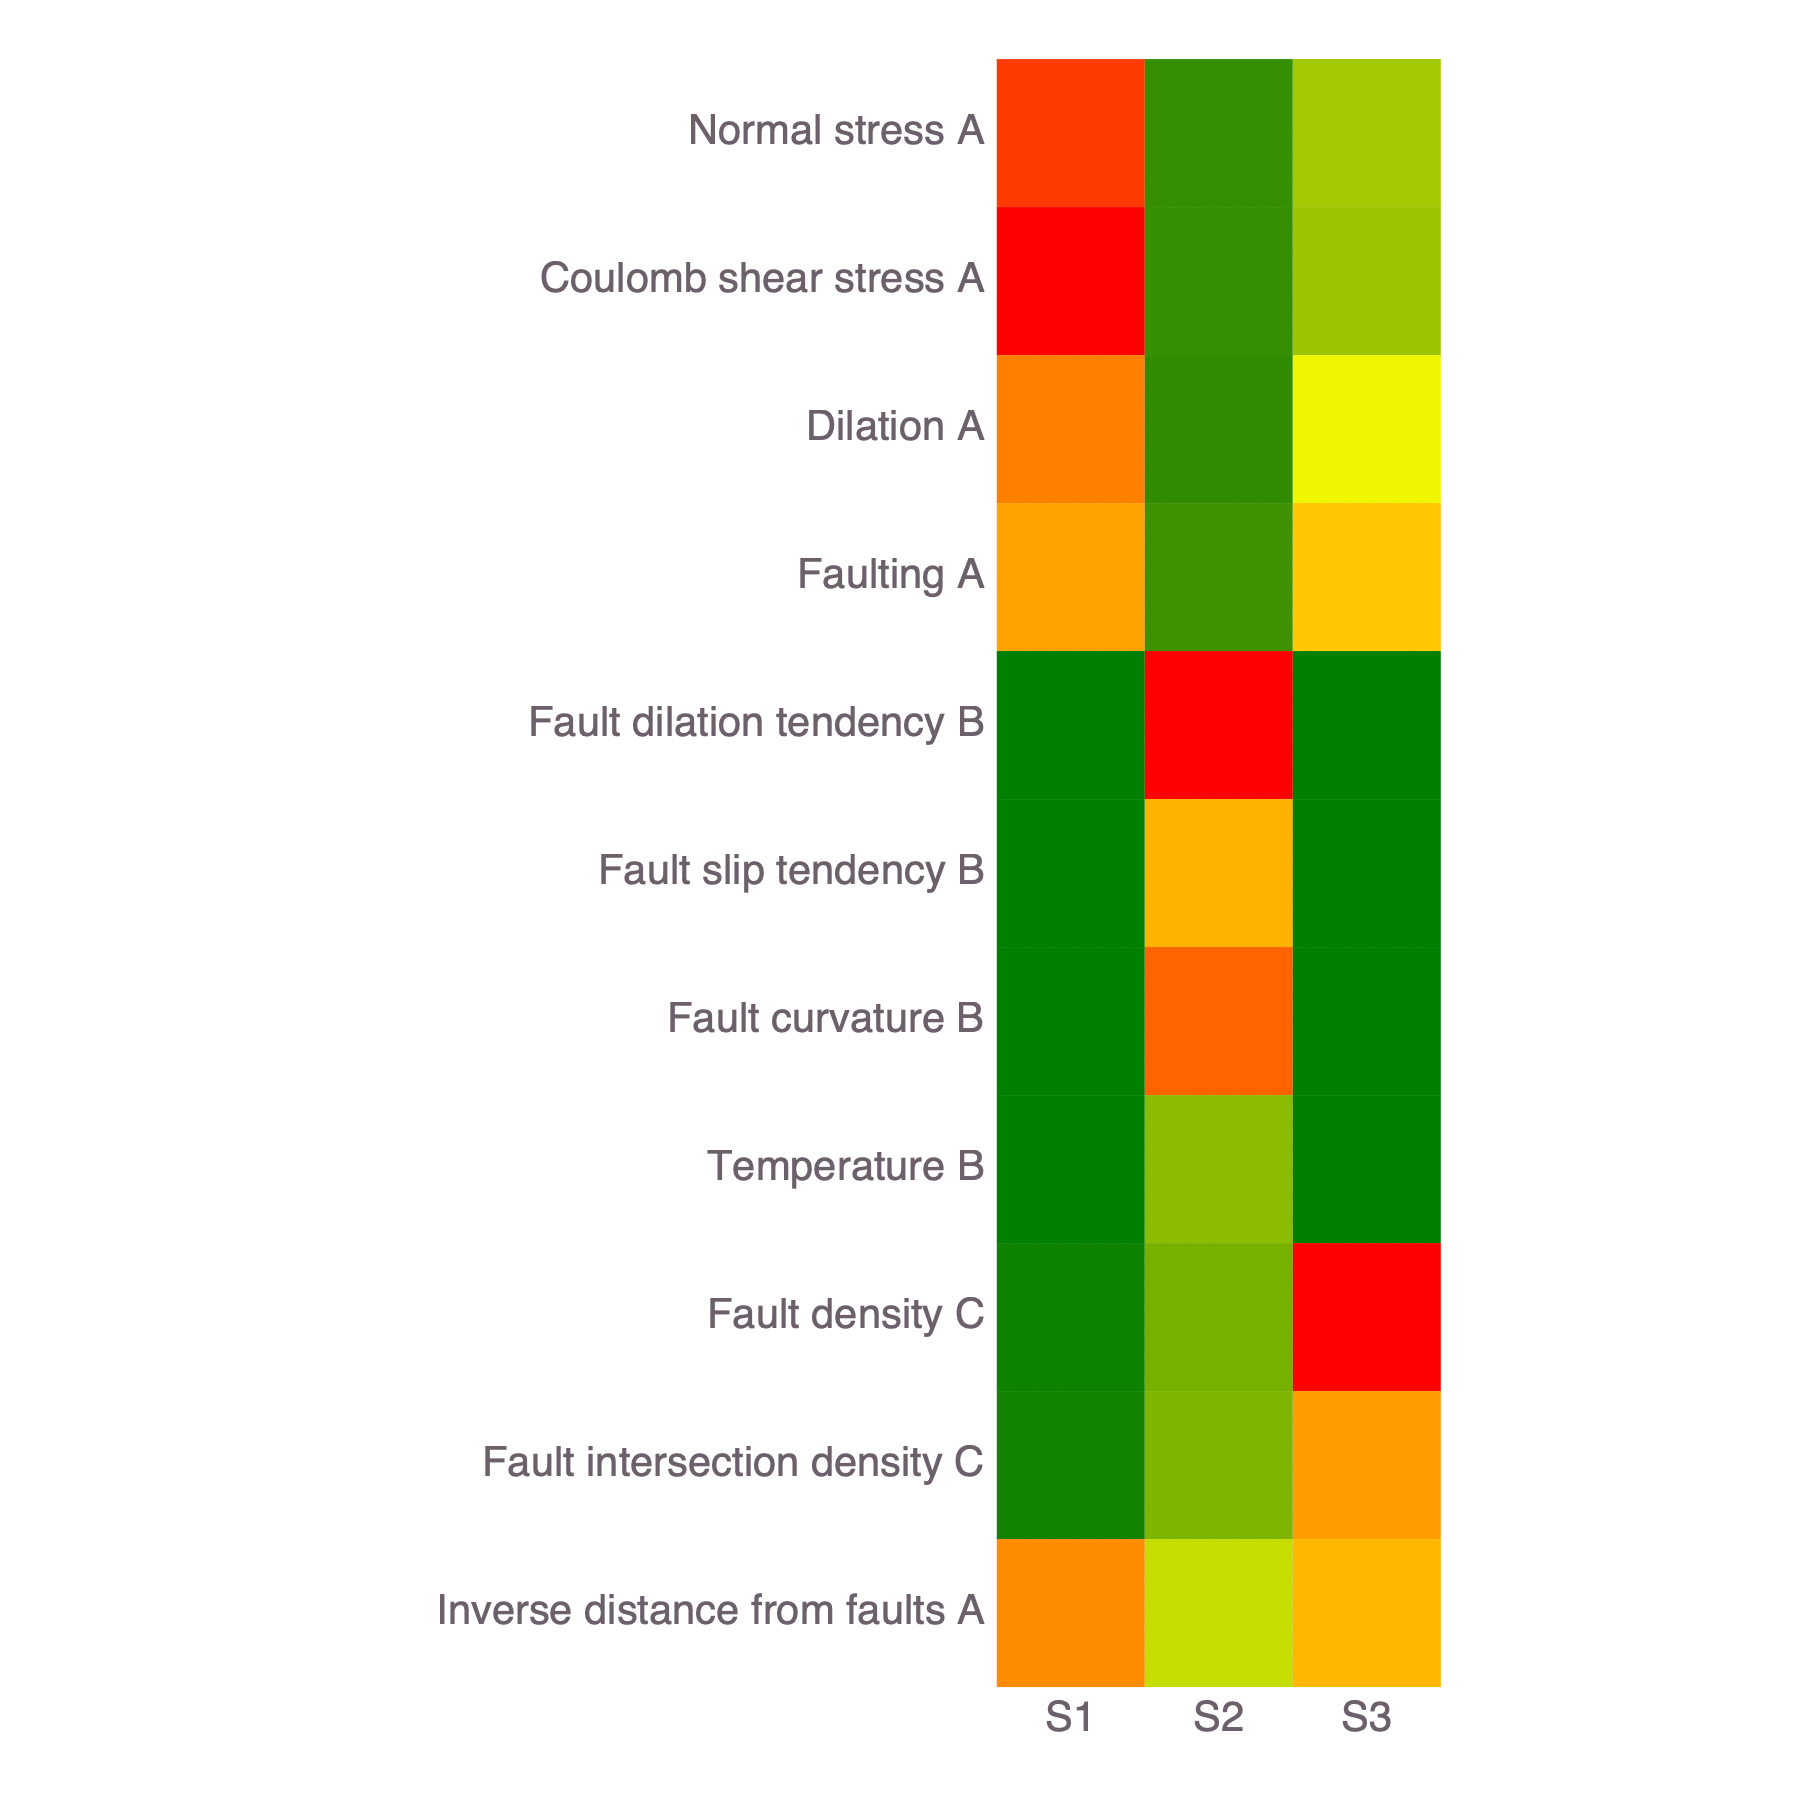 Normal stress A
Coulomb shear stress A
Dilation A
Faulting A
Fault dilation tendency B
Fault slip tendency B
Fault curvature B
Temperature B
Fault density C
Fault intersection density C
Inverse distance from faults A
S1 S2 S3